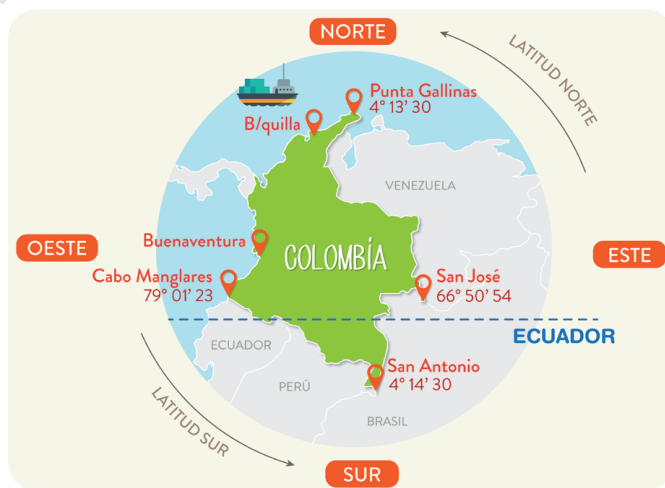 NORTE
LATITUD NORTE
Punta Gallinas
4° 13' 30
B/quilla
VENEZUELA
OESTE
Buenaventura
COLOMBÍA
ESTE
Cabo Manglares
79° 01' 23
San José
66° 50' 54
ECUADOR
ECUADOR
San Antonio
4° 14' 30
PERÚ
BRASIL
LATITUD SUR
SUR